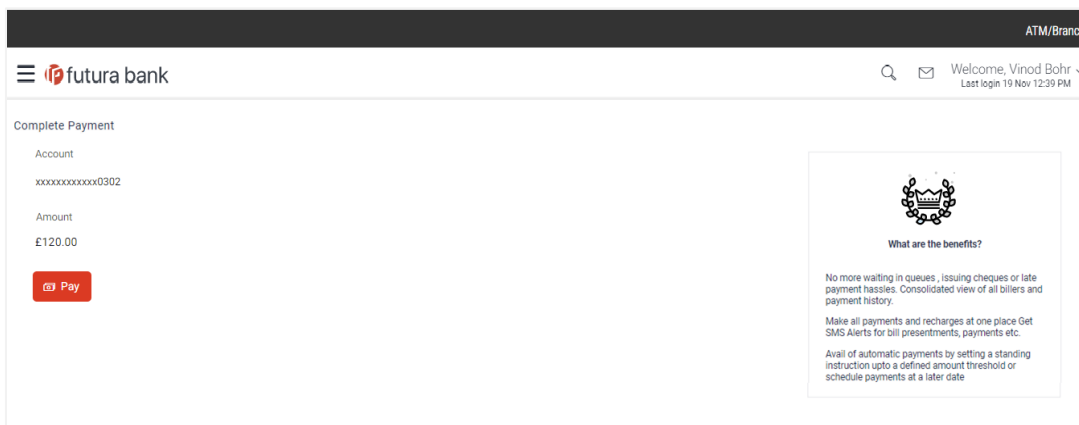 ATM/Branc
futura bank
Welcome, Vinod Bohr
Last login 19 Nov 12:39 PM
Complete Payment
Account
xxxxxxxxxxxx0302
Amount
£120.00
Pay
What are the benefits?
No more waiting in queues , issuing cheques or late
payment hassles. Consolidated view of all billers and
payment history.
Make all payments and recharges at one place Get
SMS Alerts for bill presentments, payments etc.
Avail of automatic payments by setting a standing
instruction upto a defined amount threshold or
schedule payments at a later date